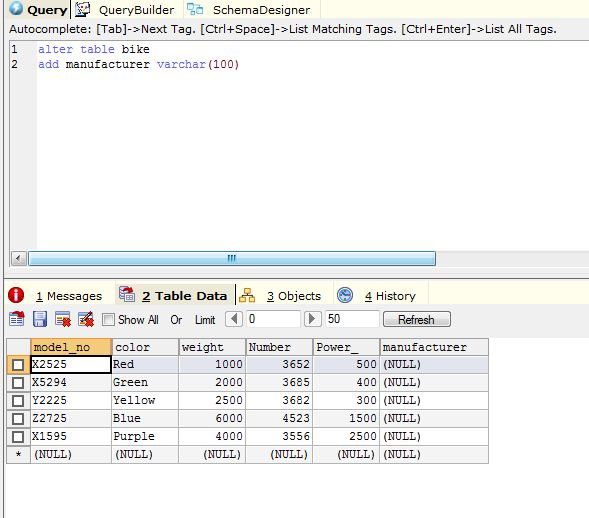 Query QueryBuilder SchemaDesigner
Autocomplete: [Tab]->Next Tag. [Ctrl+Space]->List Matching Tags. [Ctrl+Enter]->List All Tags.
1 alter table bike
2 add manufacturer varchar(100)
1 Messages 2 Table Data 3 Objects 4 History
Show All Or Limit 0 50 Refresh
model_no color weight Number Power_ manufacturer
X2525 Red 1000 3652 500 (NULL)
X5294 Green 2000 3685 400 (NULL)
Y2225 Yellow 2500 3682 300 (NULL)
Z2725 Blue 6000 4523 1500 (NULL)
X1595 Purple 4000 3556 2500 (NULL)
* (NULL) (NULL) (NULL) (NULL) (NULL) (NULL)